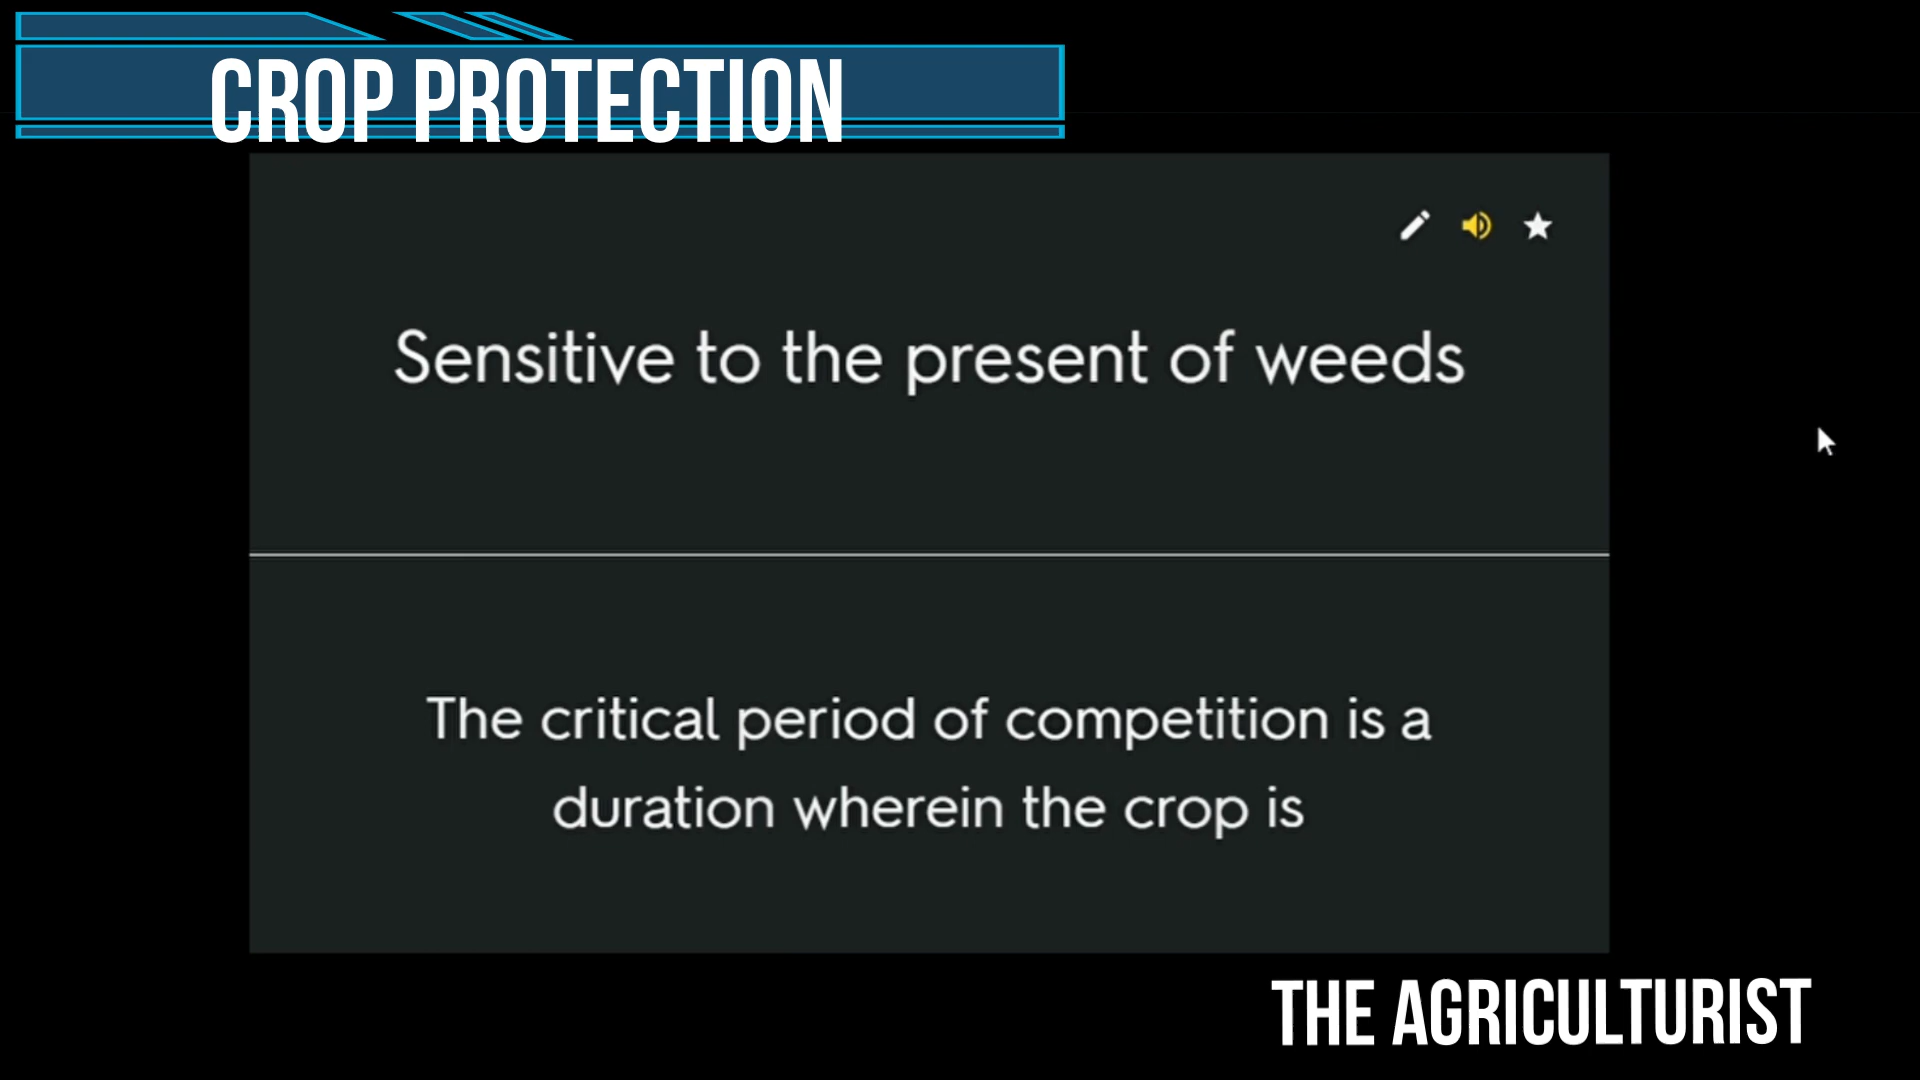 CROP PROTECTION
Sensitive to the present of weeds
The critical period of competition is a
duration wherein the crop is
THE AGRICULTURIST